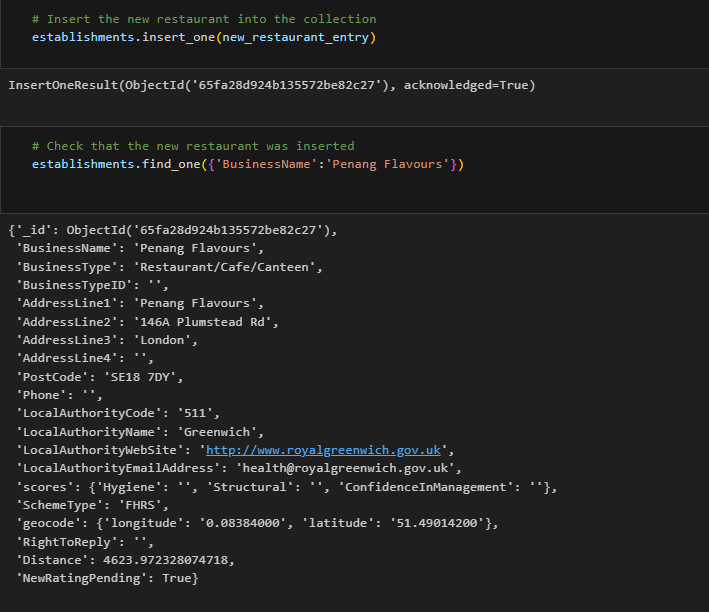 # Insert the new restaurant into the collection
establishments.insert_one(new_restaurant_entry)
InsertOneResult(ObjectId('65fa28d924b135572be82c27'), acknowledged=True)
# Check that the new restaurant was inserted
establishments.find_one({'BusinessName':'Penang Flavours'})
{'_id': ObjectId('65fa28d924b135572be82c27'),
'BusinessName': 'Penang Flavours',
'BusinessType': 'Restaurant/Cafe/Canteen',
'BusinessTypeID': '',
'AddressLine1': 'Penang Flavours',
'AddressLine2': '146A Plumstead Rd',
'AddressLine3': 'London',
'AddressLine4': '',
'PostCode': 'SE18 7DY',
'Phone': '',
'LocalAuthorityCode': '511',
'LocalAuthorityName': 'Greenwich',
'LocalAuthorityWebSite': 'http://www.royalgreenwich.gov.uk',
'LocalAuthorityEmailAddress': 'health@royalgreenwich.gov.uk',
'scores': {'Hygiene': '', 'Structural': '', 'ConfidenceInManagement': ''},
'SchemeType': 'FHRS',
'geocode': {'longitude': '0.08384000', 'latitude': '51.49014200'},
'RightToReply': '',
'Distance': 4623.972328074718,
'NewRatingPending': True}